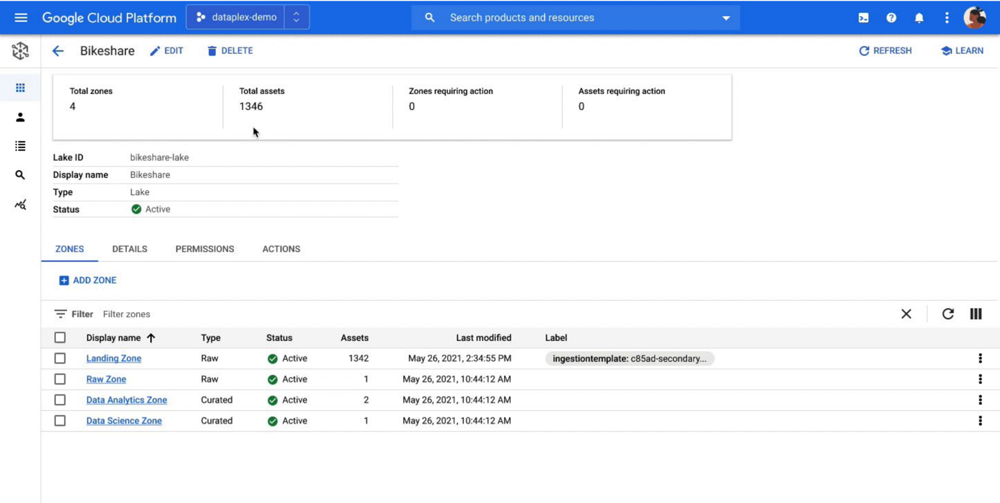 Google Cloud Platform dataplex-demo Search products and resources
Bikeshare EDIT DELETE REFRESH LEARN
Total zones Total assets Zones requiring action Assets requiring action
4 1346 0 0
Lake ID bikeshare-lake
Display name Bikeshare
Type Lake
Status Active
ZONES DETAILS PERMISSIONS ACTIONS
ADD ZONE
Filter Filter zones
Display name Type Status Assets Last modified Label
Landing Zone Raw Active 1342 May 26, 2021, 2:34:55 PM ingestiontemplate: c85ad-secondary...
Raw Zone Raw Active 1 May 26, 2021, 10:44:12 AM
Data Analytics Zone Curated Active 2 May 26, 2021, 10:44:12 AM
Data Science Zone Curated Active 1 May 26, 2021, 10:44:12 AM